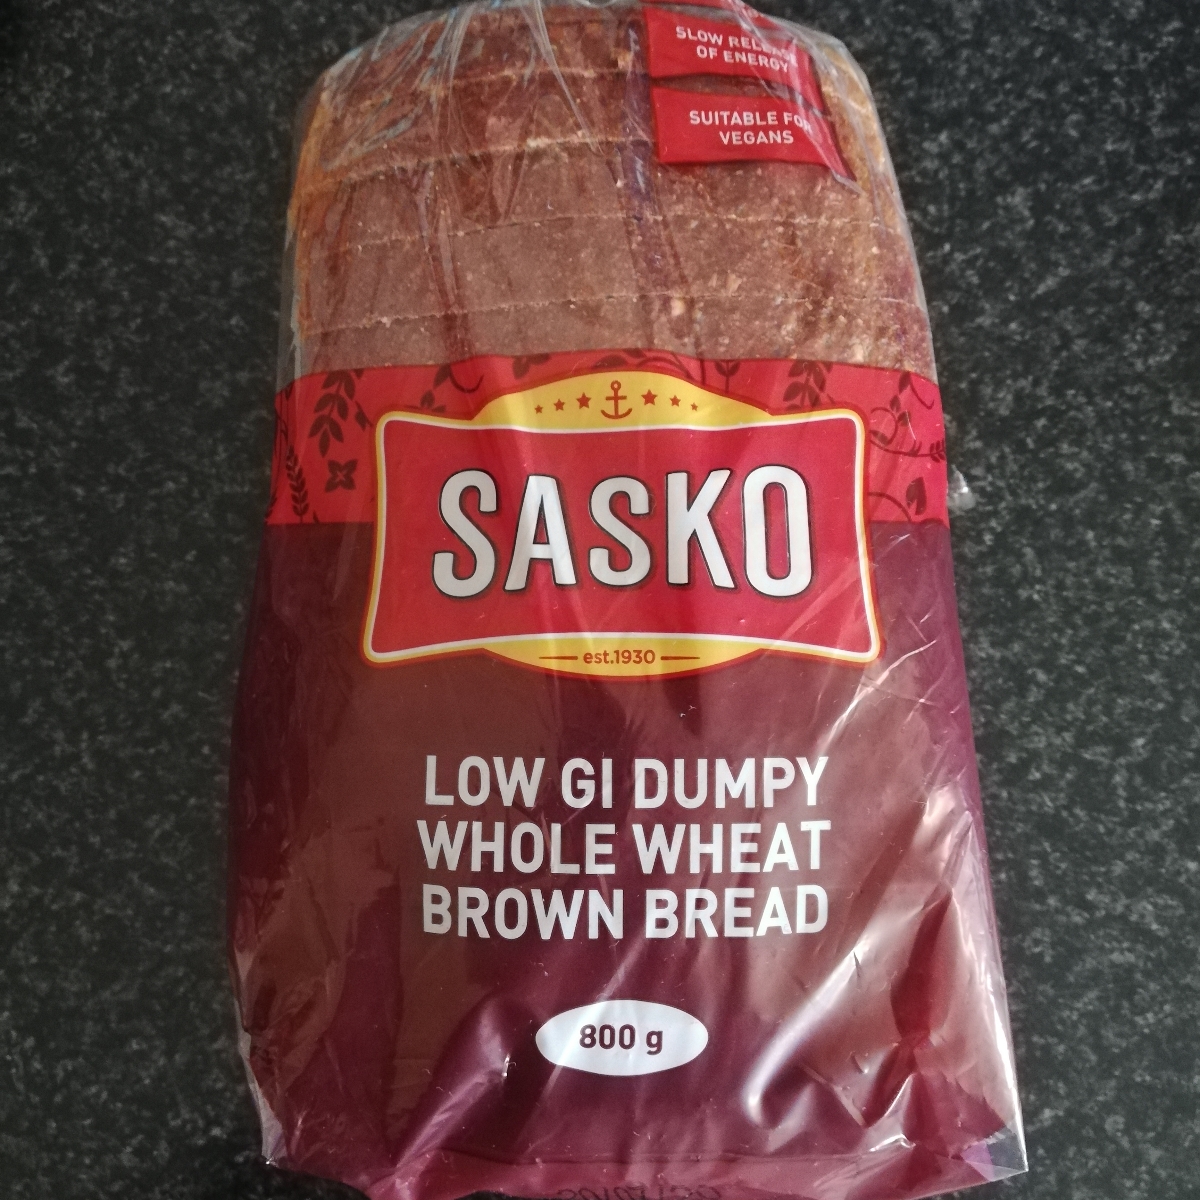 SLOW RELEASE
OF ENERGY
SUITABLE FOR
VEGANS
SASKO
est.1930
LOW GI DUMPY
WHOLE WHEAT
BROWN BREAD
800 g